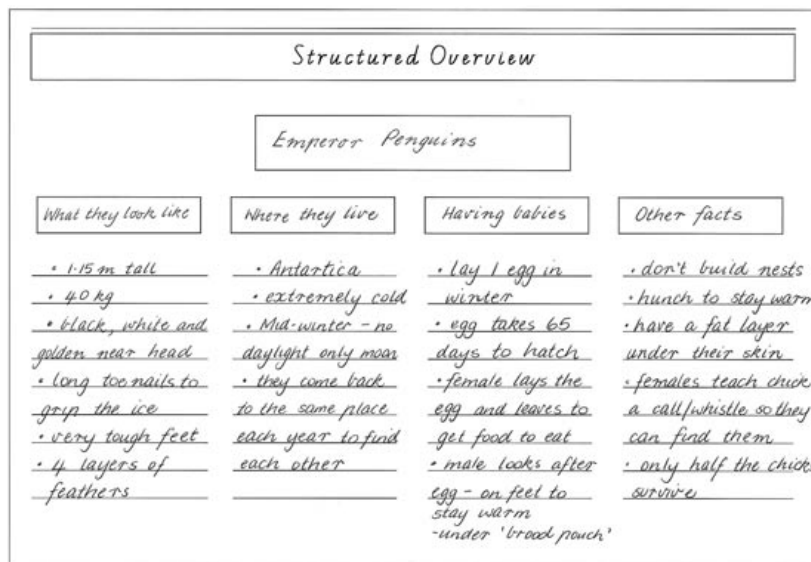 Structured Overview
Emperor Penguins
What they look like
• 1.15 m tall
• 40 kg
• black, white and
golden near head
• long toenails to
grip the ice
• very tough feet
• 4 layers of
feathers
Where they live
• Antartica
• extremely cold
• Mid-winter - no
daylight only moon
• they come back
to the same place
each year to find
each other
Having babies
• lay 1 egg in
winter
• egg takes 65
days to hatch
• female lays the
egg and leaves to
get food to eat
• male looks after
egg - on feet to
stay warm
- under 'brood pouch'
Other facts
• don't build nests
• hunch to stay warm
• have a fat layer
under their skin
• females teach chick
a call/whistle so they
can find them
• only half the chick
survive